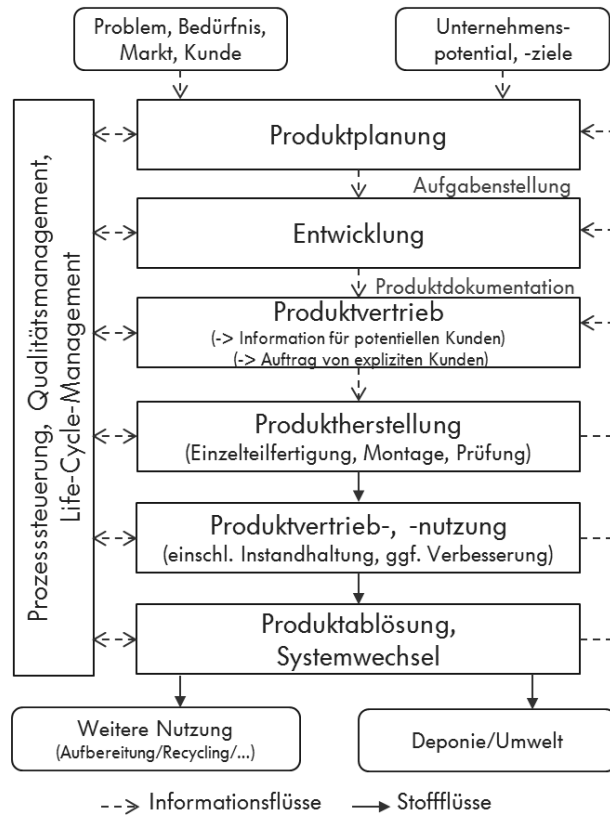 Problem, Bedürfnis,
Markt, Kunde
Unternehmens-
potential, -ziele
Prozesssteuerung, Qualitätsmanagement,
Life-Cycle-Management
Produktplanung
Aufgabenstellung
Entwicklung
Produktdokumentation
Produktvertrieb
(-> Information für potentiellen Kunden)
(-> Auftrag von expliziten Kunden)
Produktherstellung
(Einzelteilfertigung, Montage, Prüfung)
Produktvertrieb-, -nutzung
(einschl. Instandhaltung, ggf. Verbesserung)
Produktablösung,
Systemwechsel
Weitere Nutzung
(Aufbereitung/Recycling/...)
Deponie/Umwelt
Informationsflüsse
Stoffflüsse